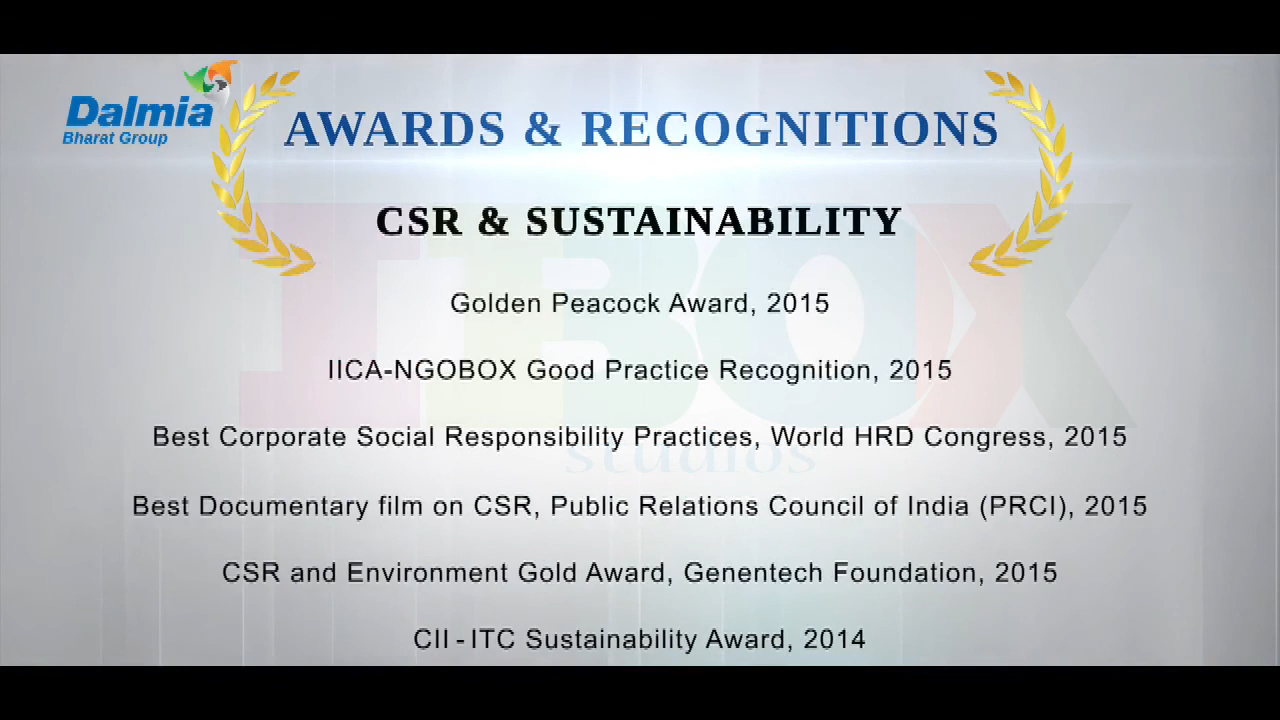 Dalmia
Bharat Group
AWARDS & RECOGNITIONS
CSR & SUSTAINABILITY
Golden Peacock Award, 2015
IICA-NGOBOX Good Practice Recognition, 2015
Best Corporate Social Responsibility Practices, World HRD Congress, 2015
Best Documentary film on CSR, Public Relations Council of India (PRCI), 2015
CSR and Environment Gold Award, Genentech Foundation, 2015
CII - ITC Sustainability Award, 2014
IBOX
studios